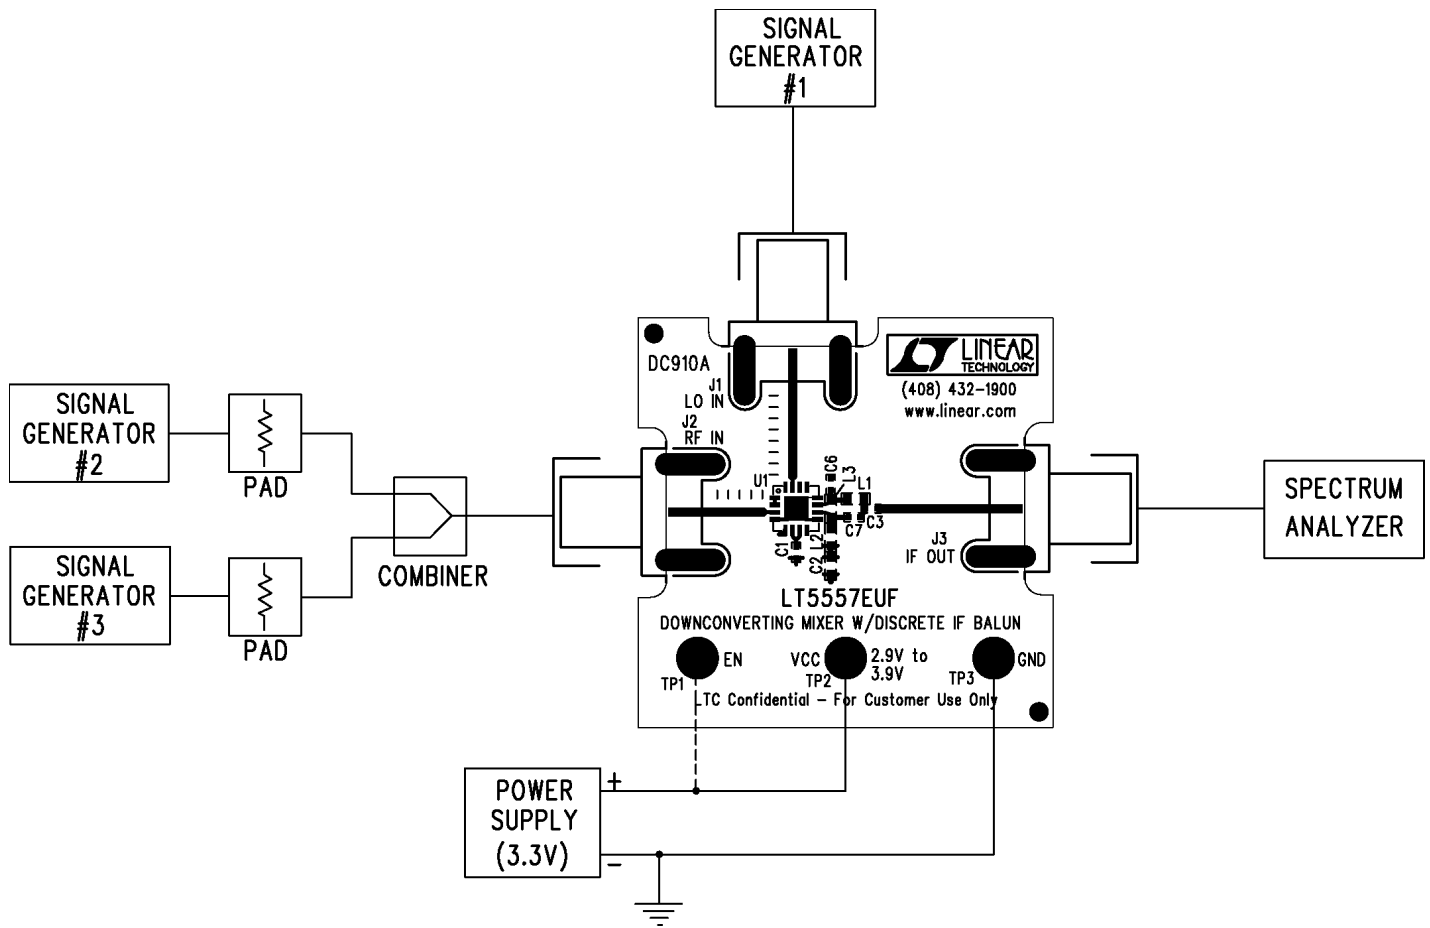 SIGNAL
GENERATOR
#1
DC910A
LINEAR
TECHNOLOGY
(408) 432-1900
www.linear.com
J1
LO IN
J2
RF IN
SIGNAL
GENERATOR
#2
PAD
SIGNAL
GENERATOR
#3
PAD
COMBINER
U1
C6
L3
L1
C3
C7
C1
L2
C2
J3
IF OUT
SPECTRUM
ANALYZER
LT5557EUF
DOWNCONVERTING MIXER W/DISCRETE IF BALUN
EN
TP1
VCC
TP2
2.9V to
3.9V
GND
TP3
LTC Confidential - For Customer Use Only
POWER
SUPPLY
(3.3V)
+
-